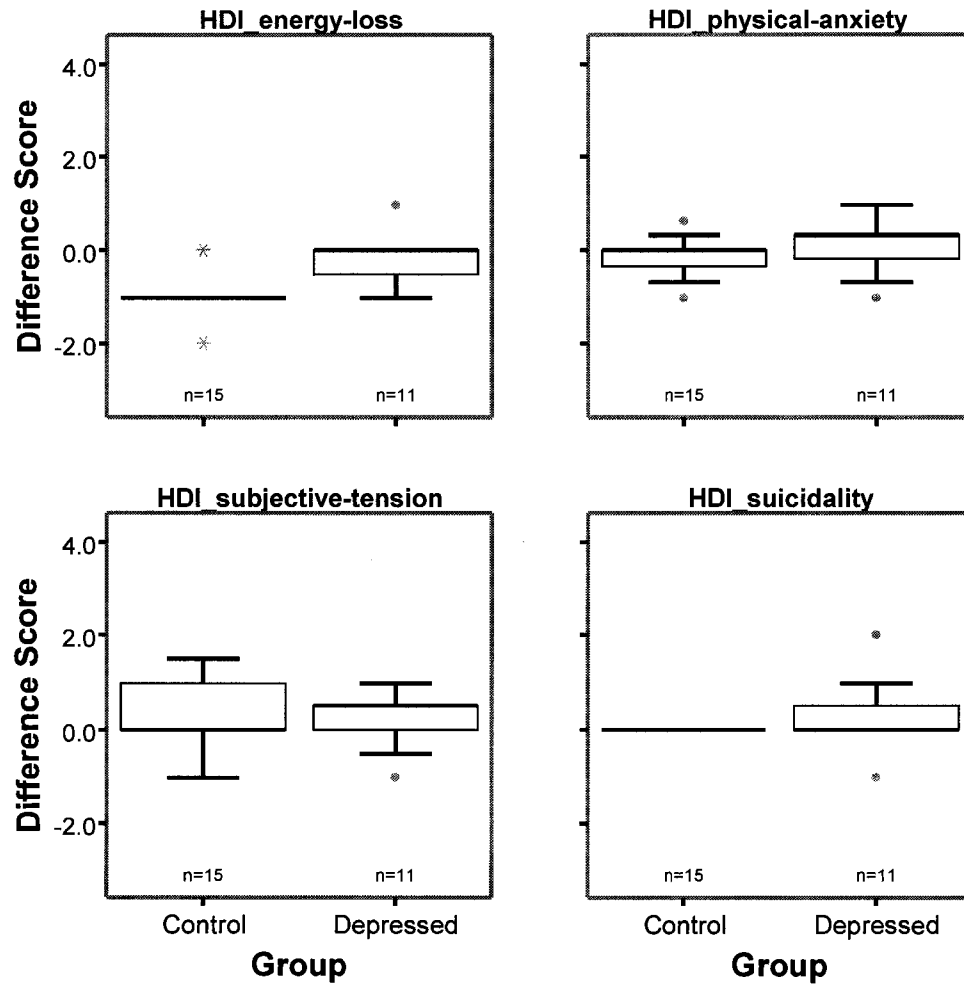 HDI_energy-loss
HDI_physical-anxiety
Difference Score
4.0
2.0
0.0
-2.0
n=15
n=11
n=15
n=11
HDI_subjective-tension
HDI_suicidality
Difference Score
4.0
2.0
0.0
-2.0
n=15
n=11
n=15
n=11
Control
Depressed
Control
Depressed
Group
Group